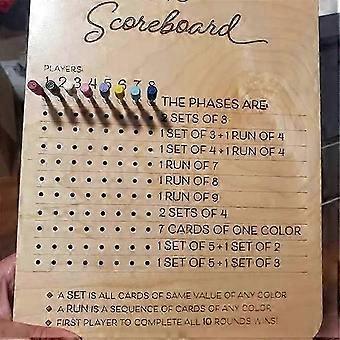 Scoreboard
PLAYERS:
1 2 3 4 5 6 7 8
THE PHASES ARE
2 SETS OF 3
1 SET OF 3 + 1 RUN OF 4
1 SET OF 4 + 1 RUN OF 4
1 RUN OF 7
1 RUN OF 8
1 RUN OF 9
2 SETS OF 4
7 CARDS OF ONE COLOR
1 SET OF 5 + 1 SET OF 2
1 SET OF 5 + 1 SET OF 3
A SET IS ALL CARDS OF SAME VALUE OF ANY COLOR
A RUN IS A SEQUENCE OF CARDS OF ANY COLOR
FIRST PLAYER TO COMPLETE ALL 10 ROUNDS WINS!